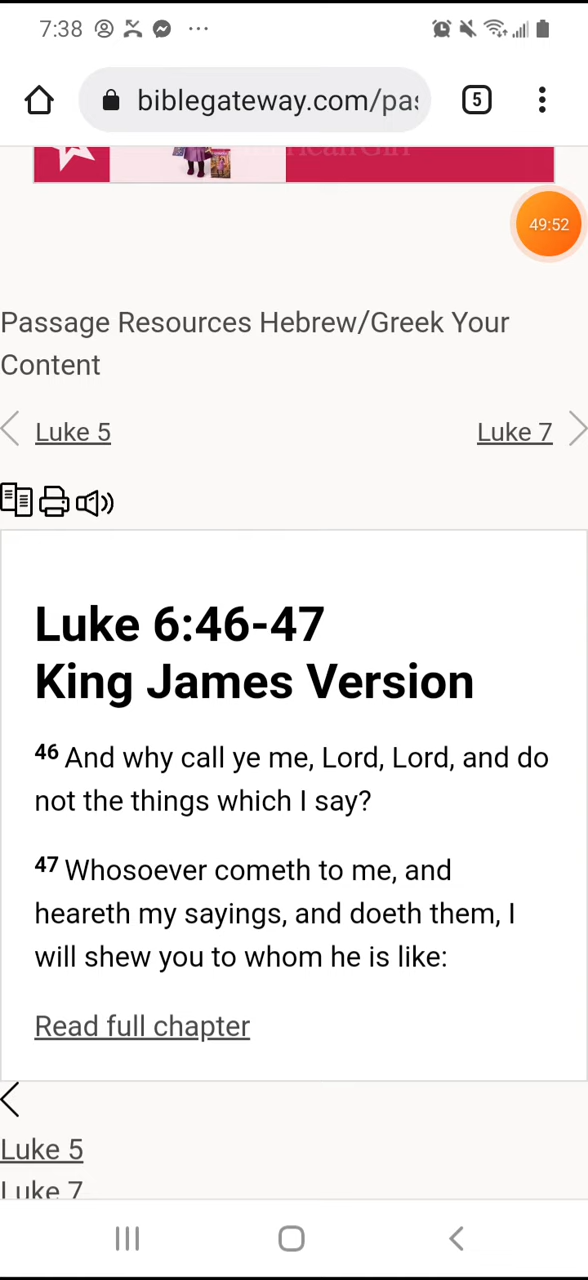 7:38
biblegateway.com/pas
5
49:52
Passage Resources Hebrew/Greek Your
Content
Luke 5
Luke 7
Luke 6:46-47
King James Version
46 And why call ye me, Lord, Lord, and do
not the things which I say?
47 Whosoever cometh to me, and
heareth my sayings, and doeth them, I
will shew you to whom he is like:
Read full chapter
Luke 5
Luke 7